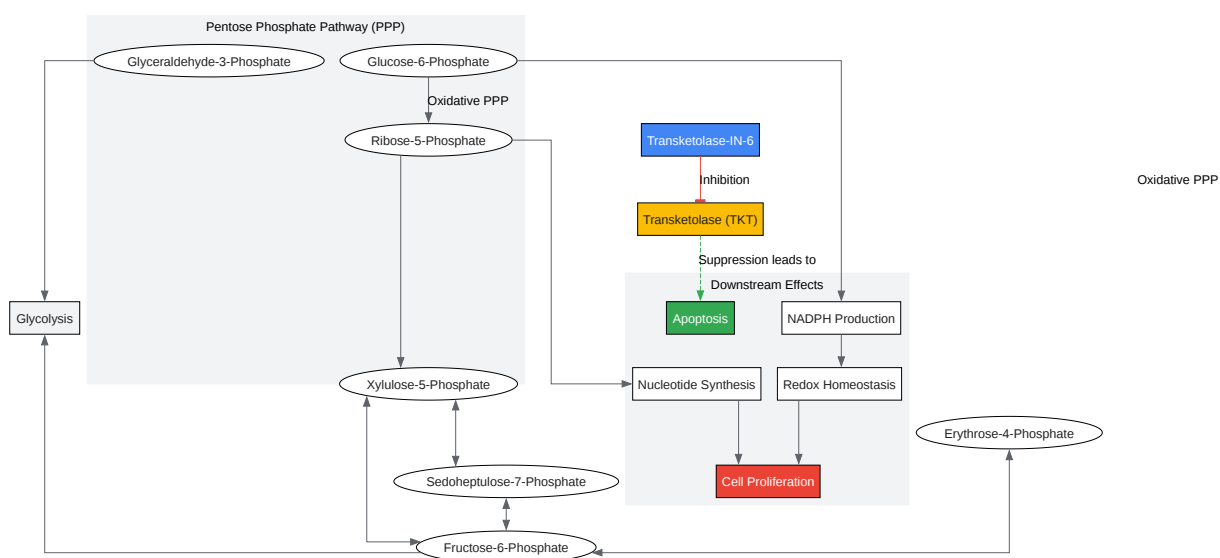 Pentose Phosphate Pathway (PPP)
Glyceraldehyde-3-Phosphate
Glucose-6-Phosphate
Oxidative PPP
Ribose-5-Phosphate
Transketolase-IN-6
Inhibition
Oxidative PPP
Transketolase (TKT)
Suppression leads to
Downstream Effects
Glycolysis
Apoptosis
NADPH Production
Xylulose-5-Phosphate
Nucleotide Synthesis
Redox Homeostasis
Erythrose-4-Phosphate
Sedoheptulose-7-Phosphate
Cell Proliferation
Fructose-6-Phosphate